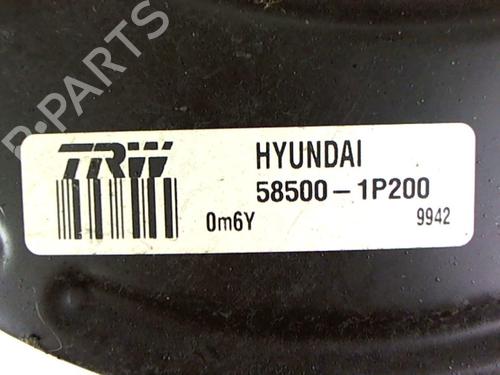 B-PARTS
TRW
HYUNDAI
58500-1P200
0m6Y
9942